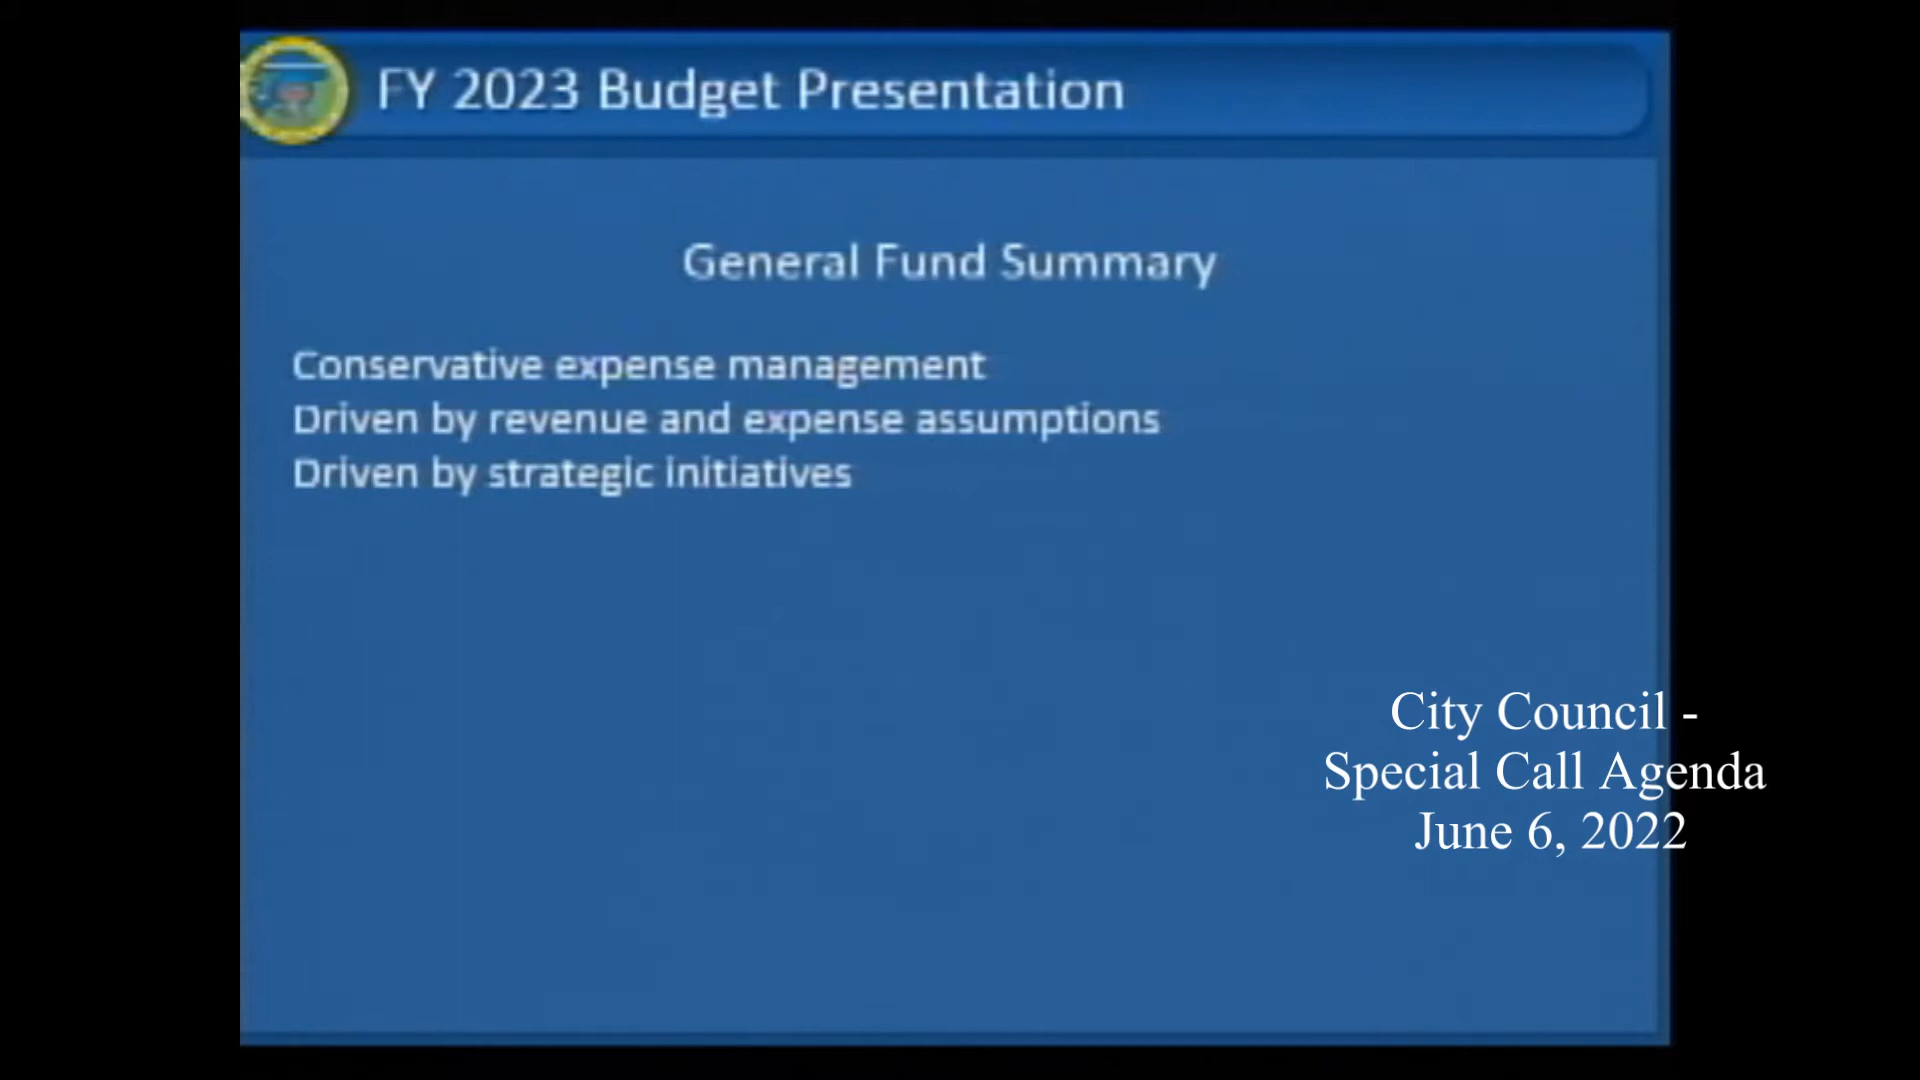 FY 2023 Budget Presentation
General Fund Summary
Conservative expense management
Driven by revenue and expense assumptions
Driven by strategic initiatives
City Council -
Special Call Agenda
June 6, 2022